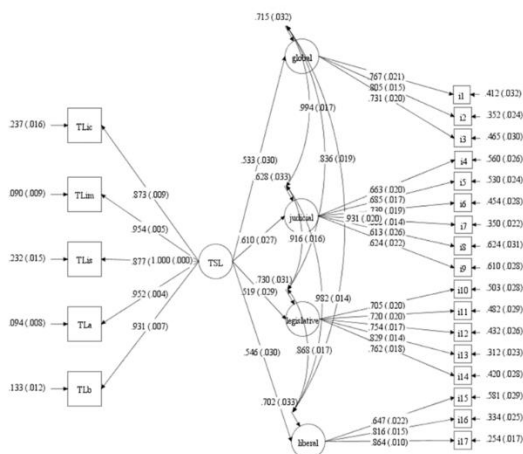 .715 (.032)
global
.767 (.021)
.805 (.015)
.731 (.020)
i1
.412 (.032)
i2
.352 (.024)
i3
.465 (.030)
.994 (.017)
.836 (.019)
.237 (.016)
TLic
.873 (.009)
.533 (.030)
.628 (.033)
i4
.560 (.026)
i5
.530 (.024)
i6
.454 (.028)
i7
.350 (.022)
i8
.624 (.031)
i9
.610 (.028)
.663 (.020)
.685 (.017)
.931 (.020)
.613 (.026)
.624 (.022)
judicial
.916 (.016)
.610 (.027)
.090 (.009)
TLim
.954 (.005)
.232 (.015)
TLis
.877 (1.000 (.000)
TSL
.730 (.031)
.519 (.029)
legislative
.982 (.014)
.868 (.017)
.705 (.020)
.720 (.020)
.754 (.017)
.829 (.014)
.762 (.018)
i10
.503 (.028)
i11
.482 (.029)
i12
.432 (.026)
i13
.312 (.023)
i14
.420 (.028)
.094 (.008)
TLa
.952 (.004)
.931 (.007)
.133 (.012)
TLb
.546 (.030)
.702 (.033)
liberal
.647 (.022)
.816 (.015)
.864 (.010)
i15
.581 (.029)
i16
.334 (.025)
i17
.254 (.017)